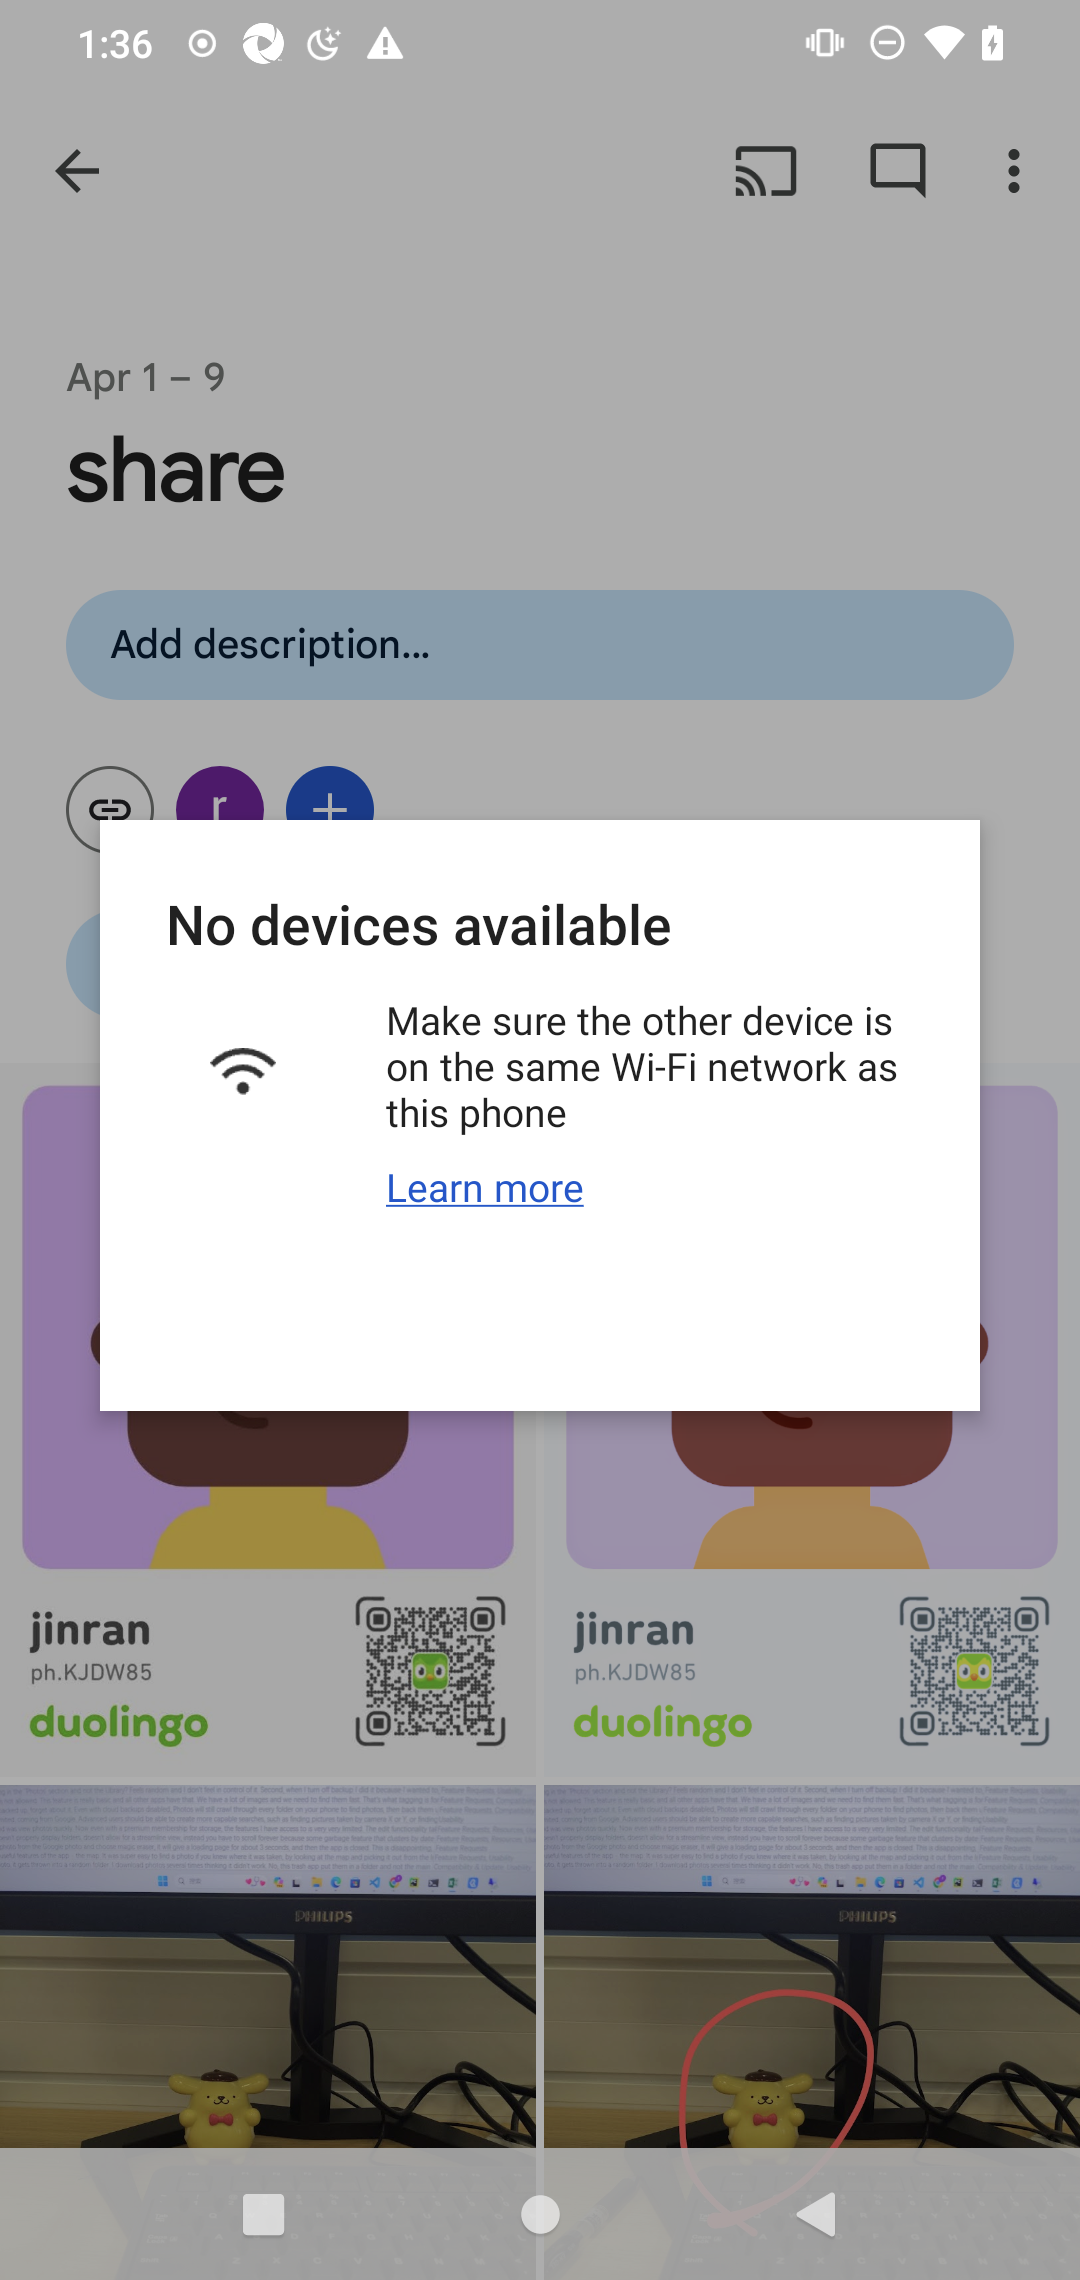 1:36
Apr 1 – 9
share
Add description...
r
No devices available
Make sure the other device is
on the same Wi-Fi network as
this phone
Learn more
jinran
ph.KJDW85
duolingo
jinran
ph.KJDW85
duolingo
PHILIPS
PHILIPS